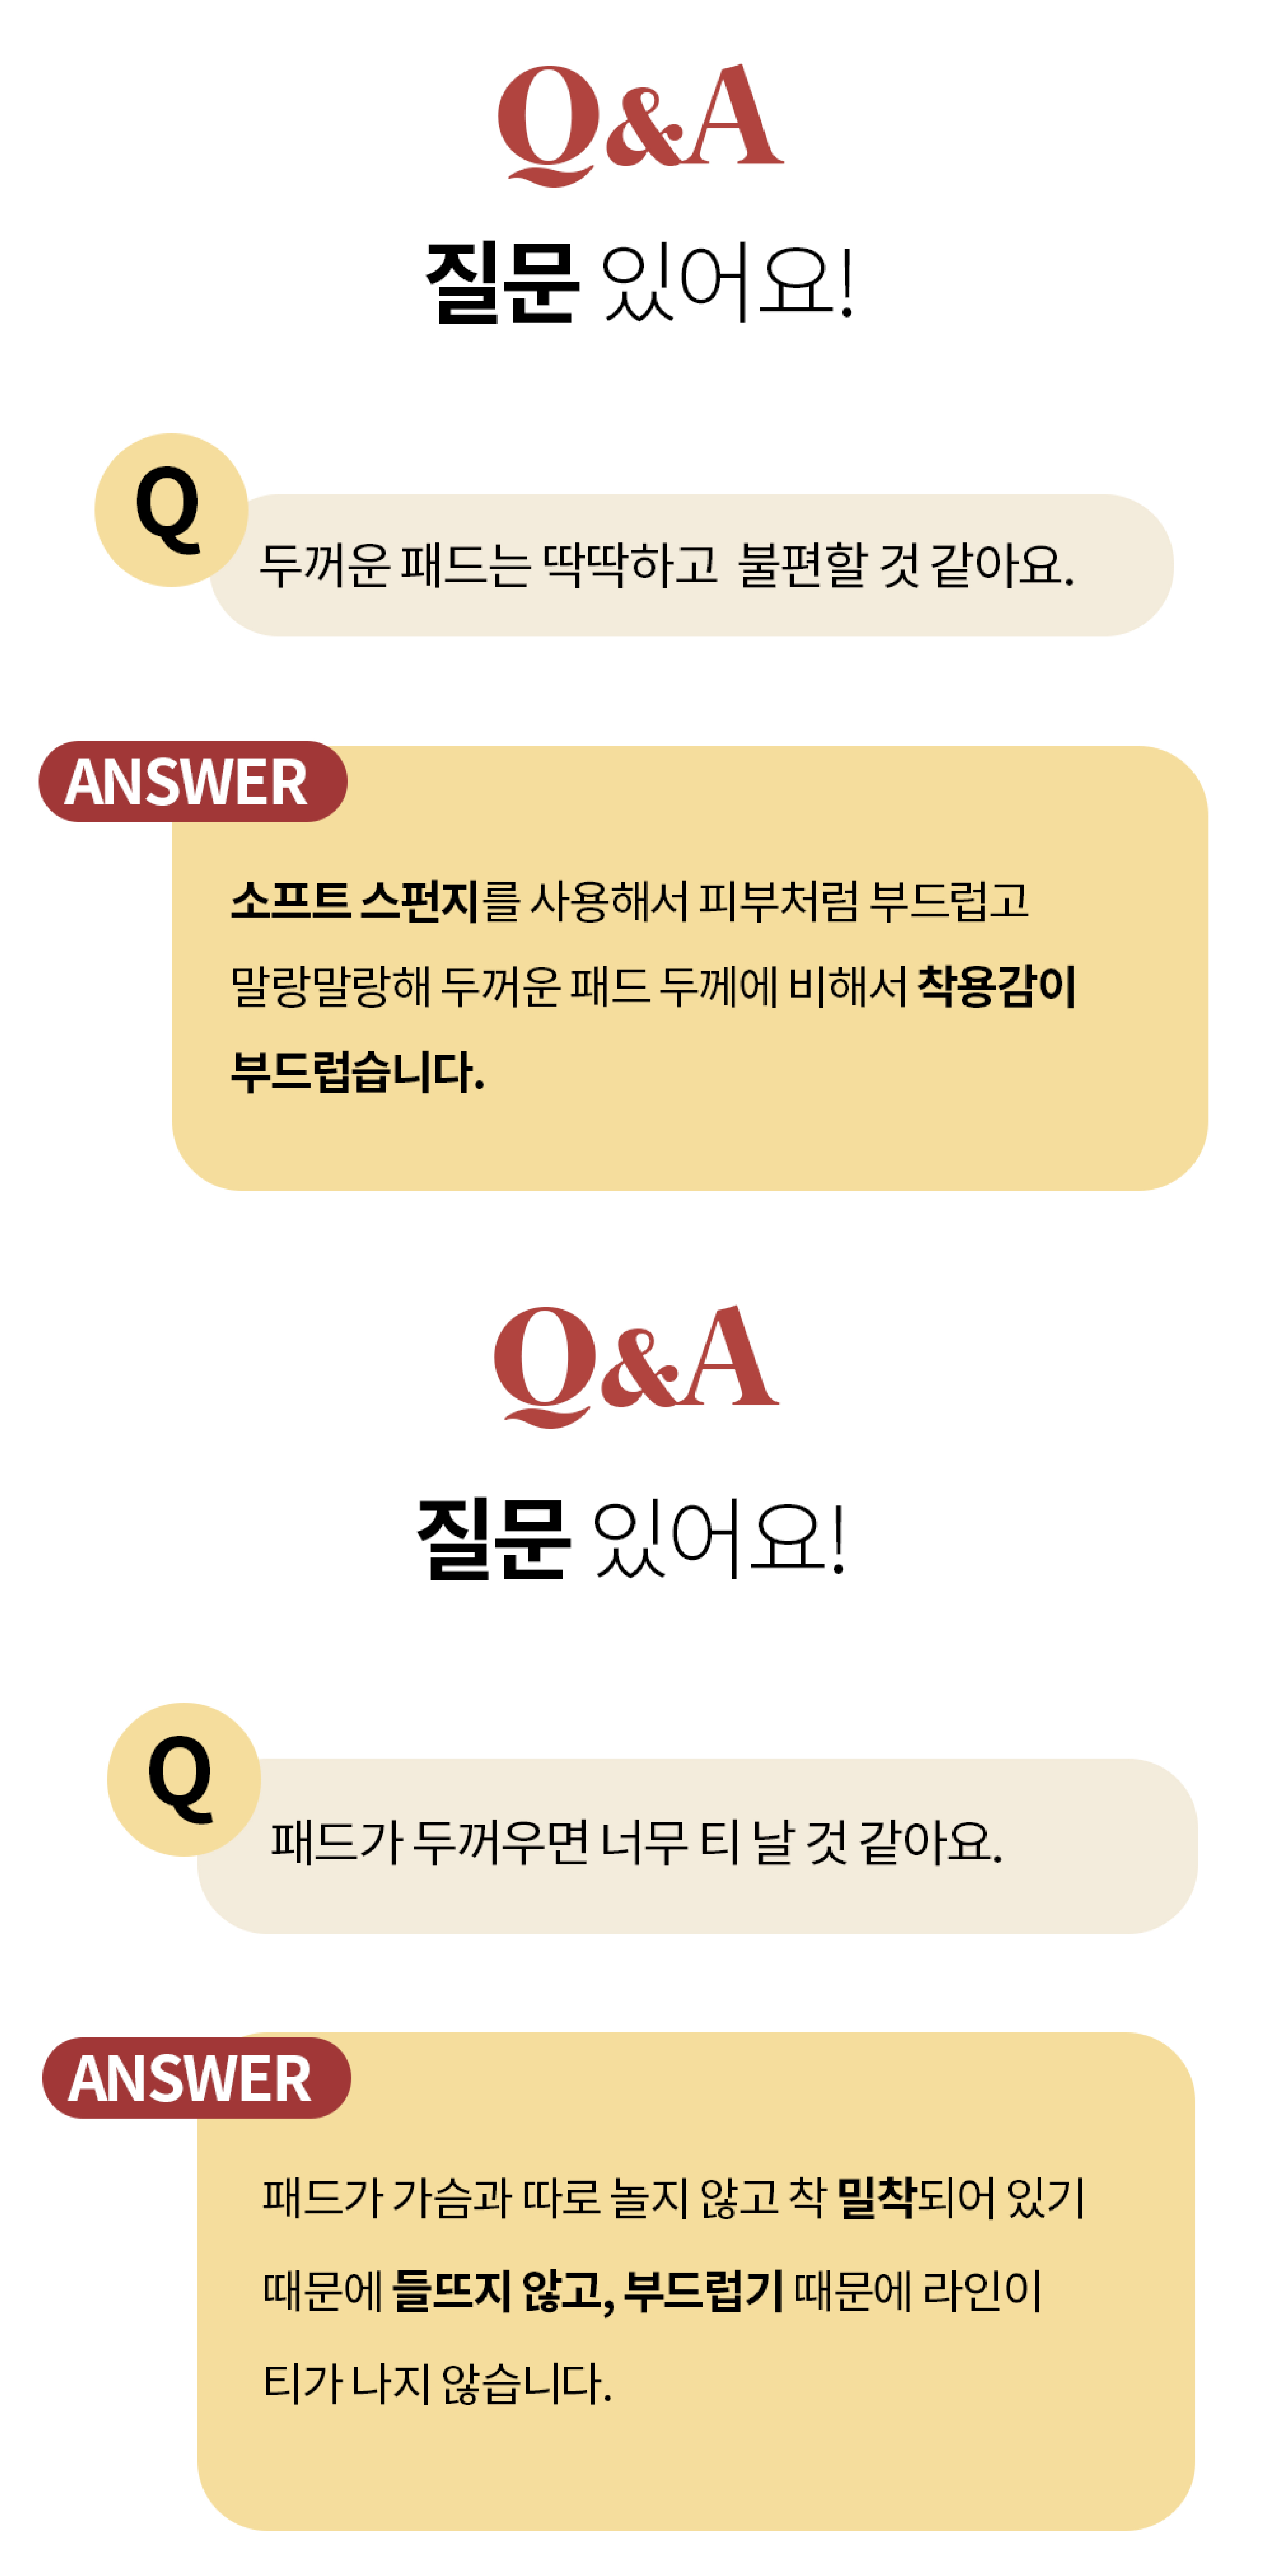 Q&A
질문 있어요!
Q
두꺼운 패드는 딱딱하고 불편할 것 같아요.
ANSWER
소프트 스펀지를 사용해서 피부처럼 부드럽고
말랑말랑해 두꺼운 패드 두께에 비해서 착용감이
부드럽습니다.
Q&A
질문 있어요!
Q
패드가 두꺼우면 너무 티 날 것 같아요.
ANSWER
패드가 가슴과 따로 놀지 않고 착 밀착되어 있기
때문에 들뜨지 않고, 부드럽기 때문에 라인이
티가 나지 않습니다.